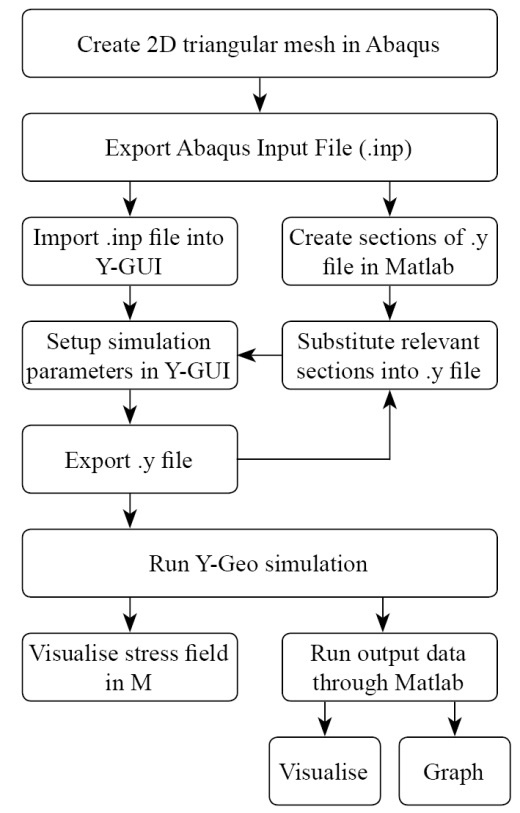 Create 2D triangular mesh in Abaqus
Export Abaqus Input File (.inp)
Import .inp file into
Y-GUI
Create sections of .y
file in Matlab
Setup simulation
parameters in Y-GUI
Substitute relevant
sections into .y file
Export .y file
Run Y-Geo simulation
Visualise stress field
in M
Run output data
through Matlab
Visualise
Graph